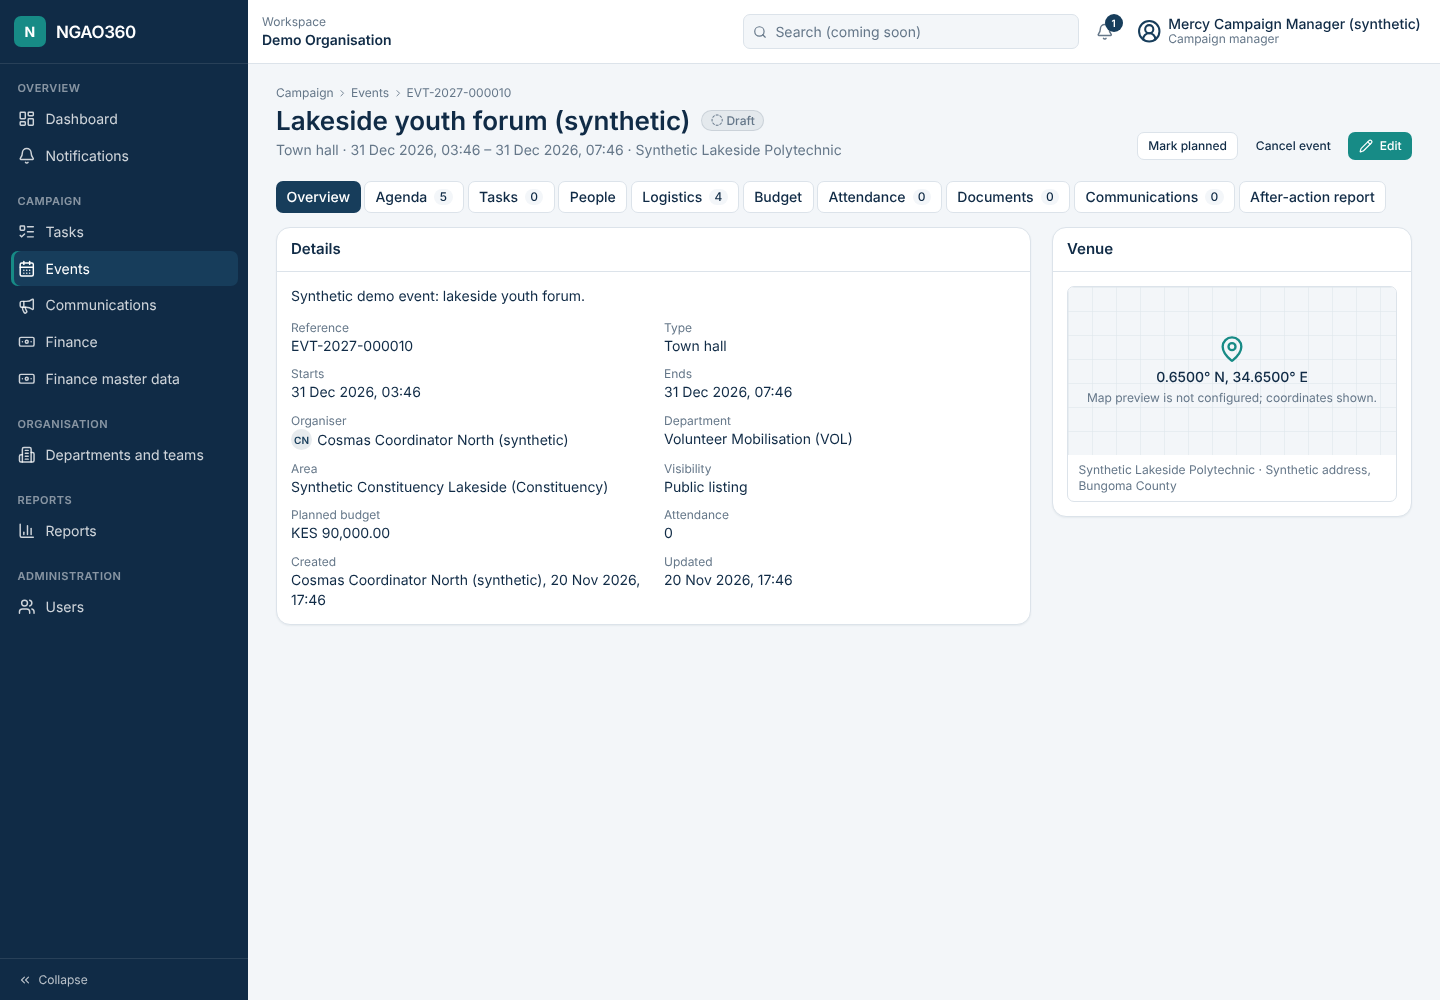 N NGAO360
OVERVIEW
Dashboard
Notifications
CAMPAIGN
Tasks
Events
Communications
Finance
Finance master data
ORGANISATION
Departments and teams
REPORTS
Reports
ADMINISTRATION
Users
Collapse
Workspace
Demo Organisation
Search (coming soon)
1
Mercy Campaign Manager (synthetic)
Campaign manager
Campaign › Events › EVT-2027-000010
Lakeside youth forum (synthetic) Draft
Town hall · 31 Dec 2026, 03:46 – 31 Dec 2026, 07:46 · Synthetic Lakeside Polytechnic
Mark planned Cancel event Edit
Overview Agenda 5 Tasks 0 People Logistics 4 Budget Attendance 0 Documents 0 Communications 0 After-action report
Details
Synthetic demo event: lakeside youth forum.
Reference
EVT-2027-000010
Type
Town hall
Starts
31 Dec 2026, 03:46
Ends
31 Dec 2026, 07:46
Organiser
CN Cosmas Coordinator North (synthetic)
Department
Volunteer Mobilisation (VOL)
Area
Synthetic Constituency Lakeside (Constituency)
Visibility
Public listing
Planned budget
KES 90,000.00
Attendance
0
Created
Cosmas Coordinator North (synthetic), 20 Nov 2026,
17:46
Updated
20 Nov 2026, 17:46
Venue
0.6500° N, 34.6500° E
Map preview is not configured; coordinates shown.
Synthetic Lakeside Polytechnic · Synthetic address,
Bungoma County